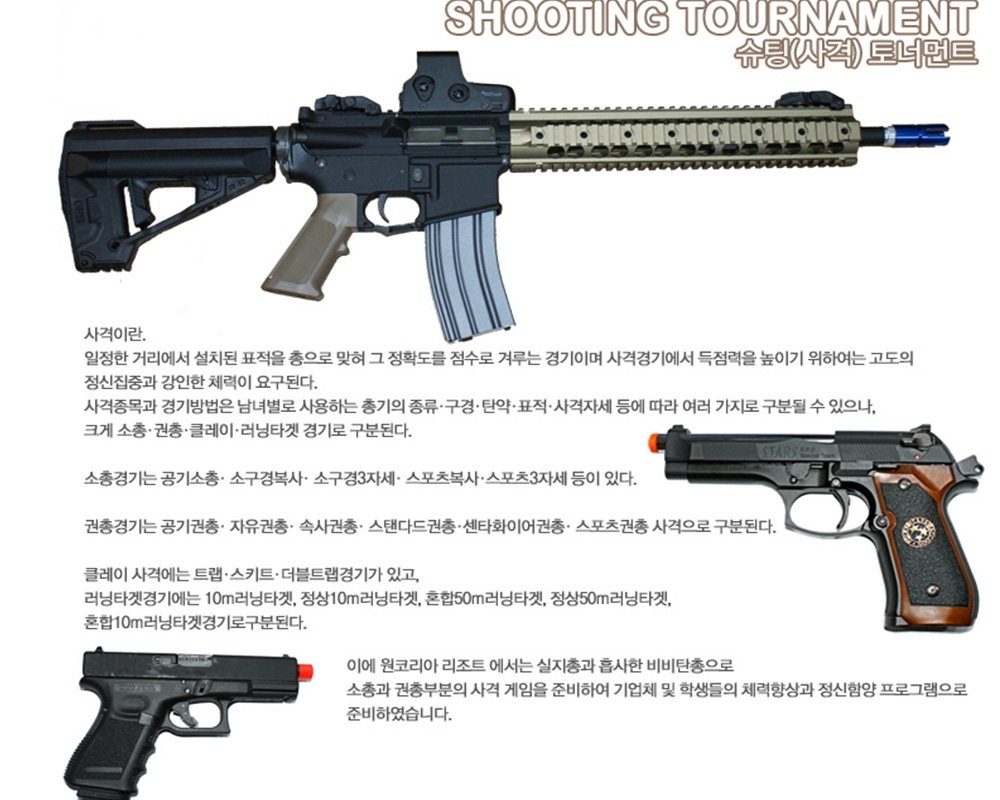 SHOOTING TOURNAMENT
슈팅(사격) 토너먼트
사격이란.
일정한 거리에서 설치된 표적을 총으로 맞혀 그 정확도를 점수로 겨루는 경기이며 사격경기에서 득점력을 높이기 위하여는 고도의
정신집중과 강인한 체력이 요구된다.
사격종목과 경기방법은 남녀별로 사용하는 총기의 종류·구경·탄약·표적·사격자세 등에 따라 여러 가지로 구분될 수 있으나,
크게 소총·권총·클레이·러닝타겟 경기로 구분된다.
소총경기는 공기소총· 소구경복사· 소구경3자세· 스포츠복사·스포츠3자세 등이 있다.
STARS
권총경기는 공기권총· 자유권총· 속사권총· 스탠다드권총·센타화이어권총· 스포츠권총 사격으로 구분된다.
클레이 사격에는 트랩·스키트·더블트랩경기가 있고,
러닝타겟경기에는 10m러닝타겟, 정상10m러닝타겟, 혼합50m러닝타겟, 정상50m러닝타겟,
혼합10m러닝타겟경기로구분된다.
이에 원코리아 리조트 에서는 실지총과 흡사한 비비탄총으로
소총과 권총부분의 사격 게임을 준비하여 기업체 및 학생들의 체력향상과 정신함양 프로그램으로
준비하였습니다.